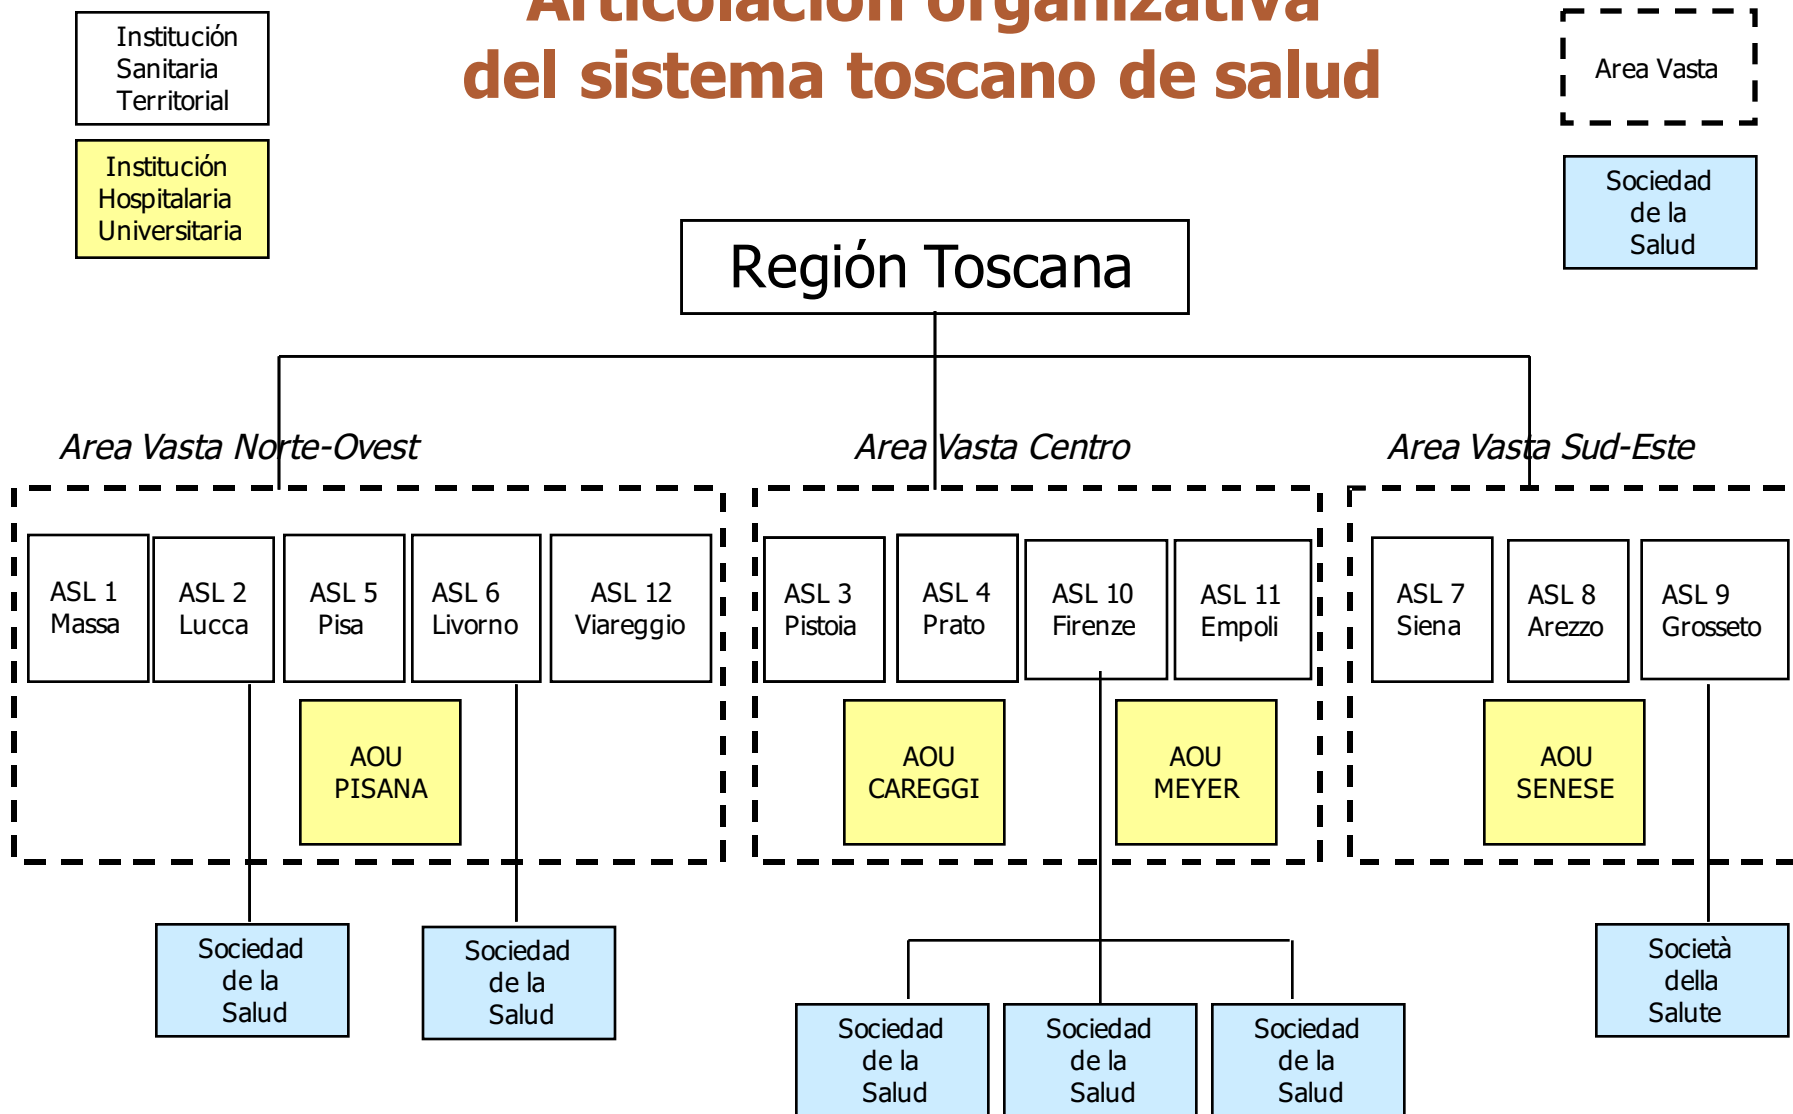 Articolación organizativa
del sistema toscano de salud
Institución
Sanitaria
Territorial
Institución
Hospitalaria
Universitaria
Area Vasta
Sociedad
de la
Salud
Región Toscana
Area Vasta Norte-Ovest
Area Vasta Centro
Area Vasta Sud-Este
ASL 1
Massa
ASL 2
Lucca
ASL 5
Pisa
ASL 6
Livorno
ASL 12
Viareggio
ASL 3
Pistoia
ASL 4
Prato
ASL 10
Firenze
ASL 11
Empoli
ASL 7
Siena
ASL 8
Arezzo
ASL 9
Grosseto
AOU
PISANA
AOU
CAREGGI
AOU
MEYER
AOU
SENESE
Sociedad
de la
Salud
Sociedad
de la
Salud
Sociedad
de la
Salud
Sociedad
de la
Salud
Sociedad
de la
Salud
Società
della
Salute